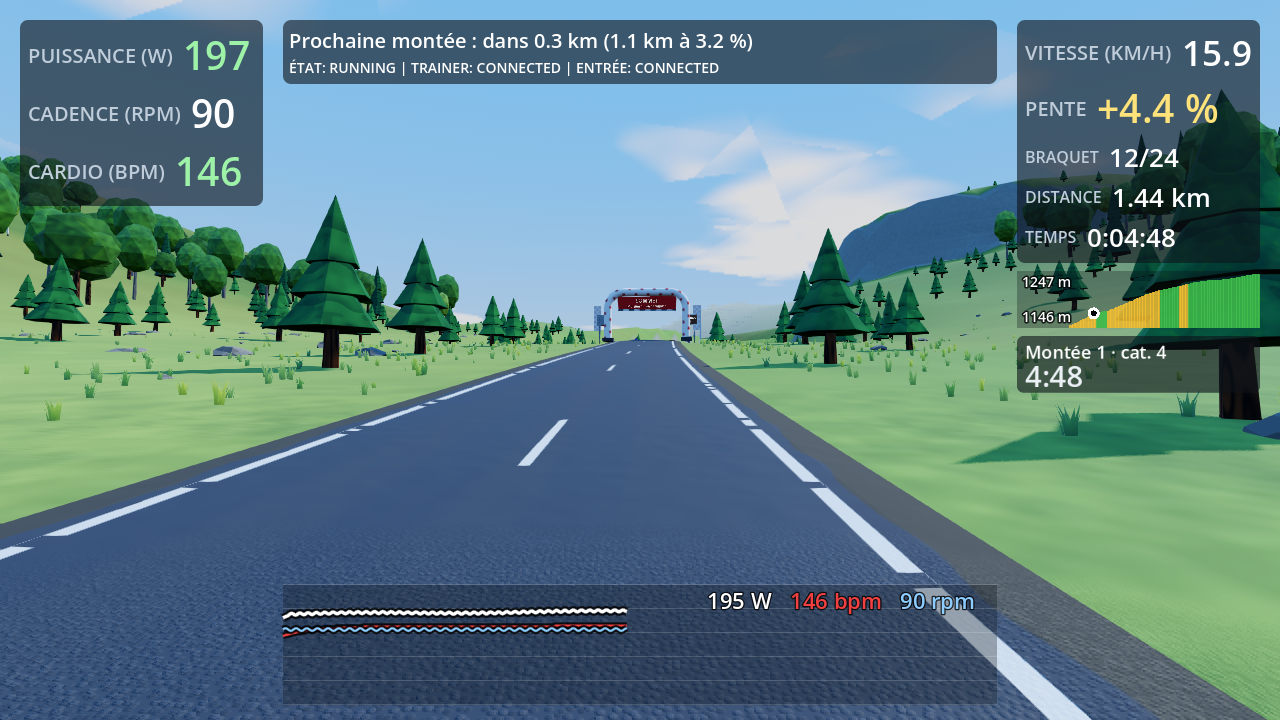 PUISSANCE (W) 197
CADENCE (RPM) 90
CARDIO (BPM) 146
Prochaine montée : dans 0.3 km (1.1 km à 3.2 %)
ÉTAT: RUNNING | TRAINER: CONNECTED | ENTRÉE: CONNECTED
VITESSE (KM/H) 15.9
PENTE +4.4 %
BRAQUET 12/24
DISTANCE 1.44 km
TEMPS 0:04:48
1247 m
1146 m
Montée 1 · cat. 4
4:48
SOMMET
195 W 146 bpm 90 rpm